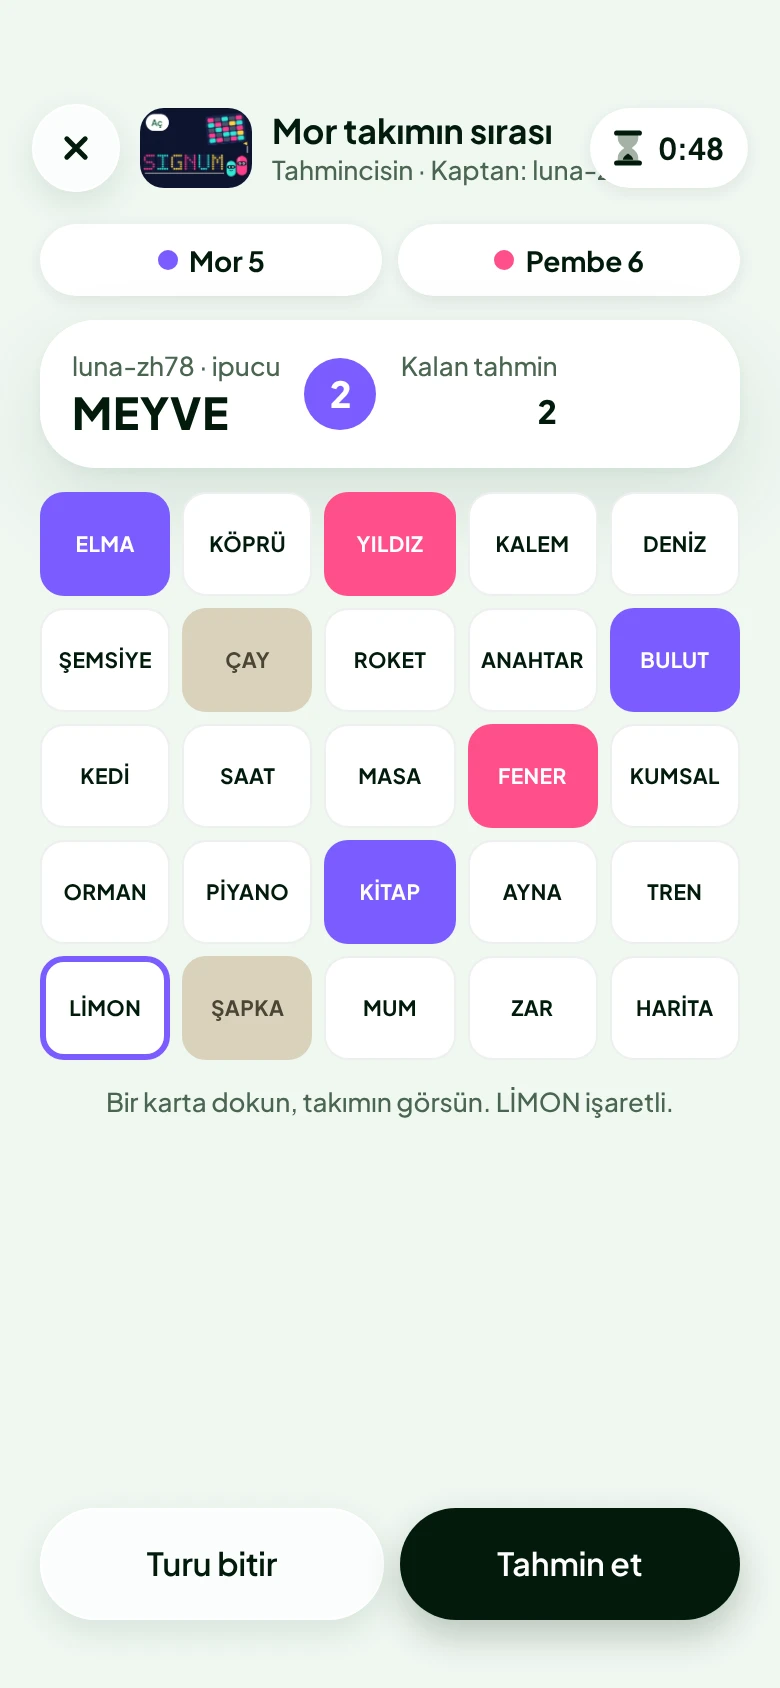 Aç
SIGNUM
Mor takımın sırası
Tahmincisin · Kaptan: luna-z
0:48
Mor 5
Pembe 6
luna-zh78 · ipucu
MEYVE
2
Kalan tahmin
2
ELMA
KÖPRÜ
YILDIZ
KALEM
DENİZ
ŞEMSİYE
ÇAY
ROKET
ANAHTAR
BULUT
KEDİ
SAAT
MASA
FENER
KUMSAL
ORMAN
PİYANO
KİTAP
AYNA
TREN
LİMON
ŞAPKA
MUM
ZAR
HARİTA
Bir karta dokun, takımın görsün. LİMON işaretli.
Turu bitir
Tahmin et